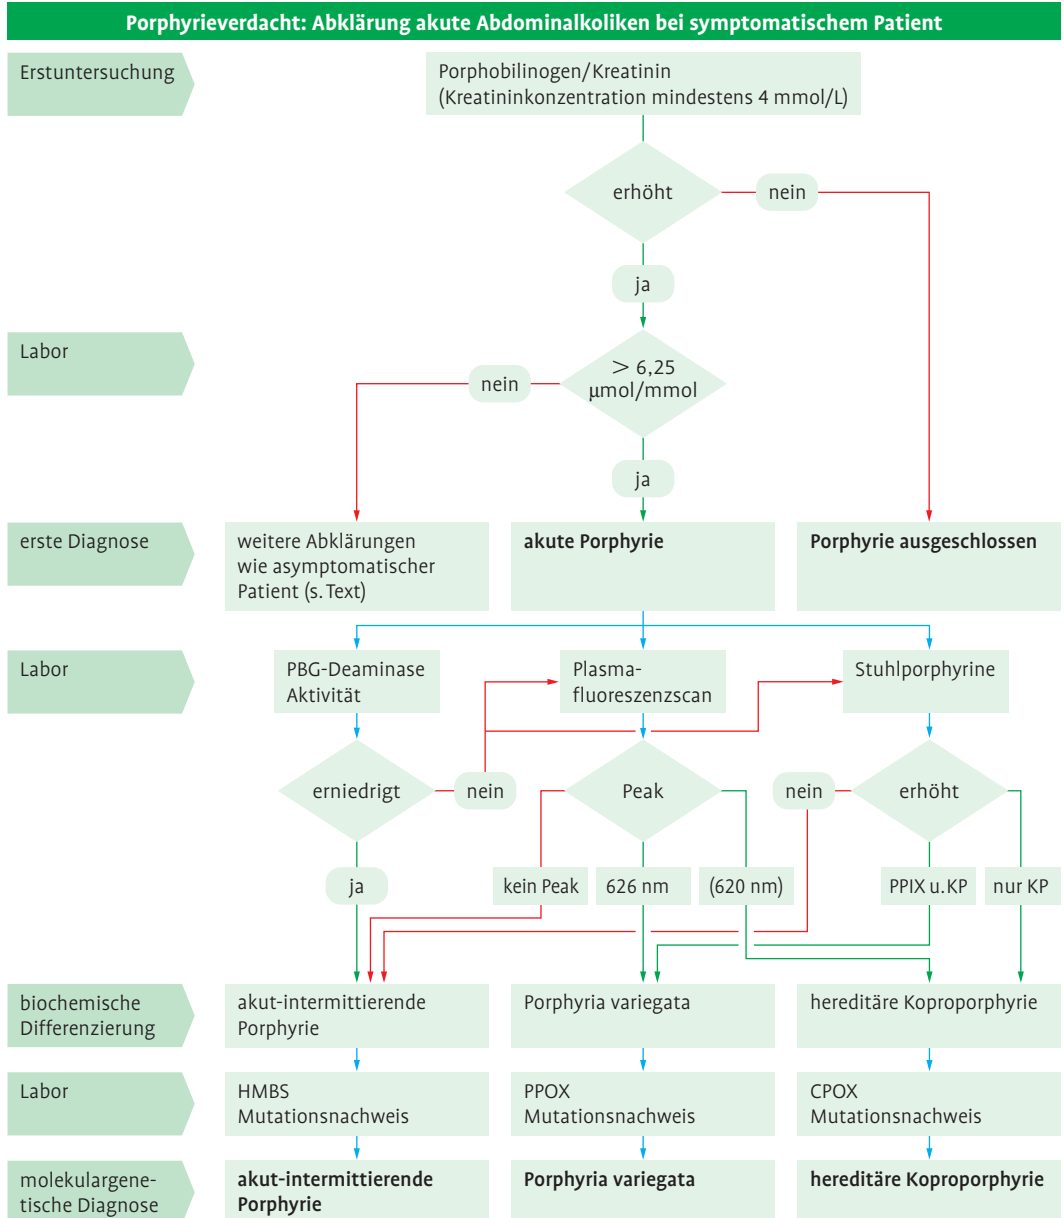 Porphyrieverdacht: Abklärung akute Abdominalkoliken bei symptomatischem Patient
Erstuntersuchung
Porphobilinogen/Kreatinin
(Kreatininkonzentration mindestens 4 mmol/L)
erhöht
nein
ja
Labor
> 6,25
µmol/mmol
nein
ja
erste Diagnose
weitere Abklärungen
wie asymptomatischer
Patient (s. Text)
akute Porphyrie
Porphyrie ausgeschlossen
Labor
PBG-Deaminase
Aktivität
Plasma-
fluoreszenzscan
Stuhlporphyrine
erniedrigt
nein
Peak
nein
erhöht
ja
kein Peak
626 nm
(620 nm)
PPIX u. KP
nur KP
biochemische
Differenzierung
akut-intermittierende
Porphyrie
Porphyria variegata
hereditäre Koproporphyrie
Labor
HMBS
Mutationsnachweis
PPOX
Mutationsnachweis
CPOX
Mutationsnachweis
molekulargene-
tische Diagnose
akut-intermittierende
Porphyrie
Porphyria variegata
hereditäre Koproporphyrie